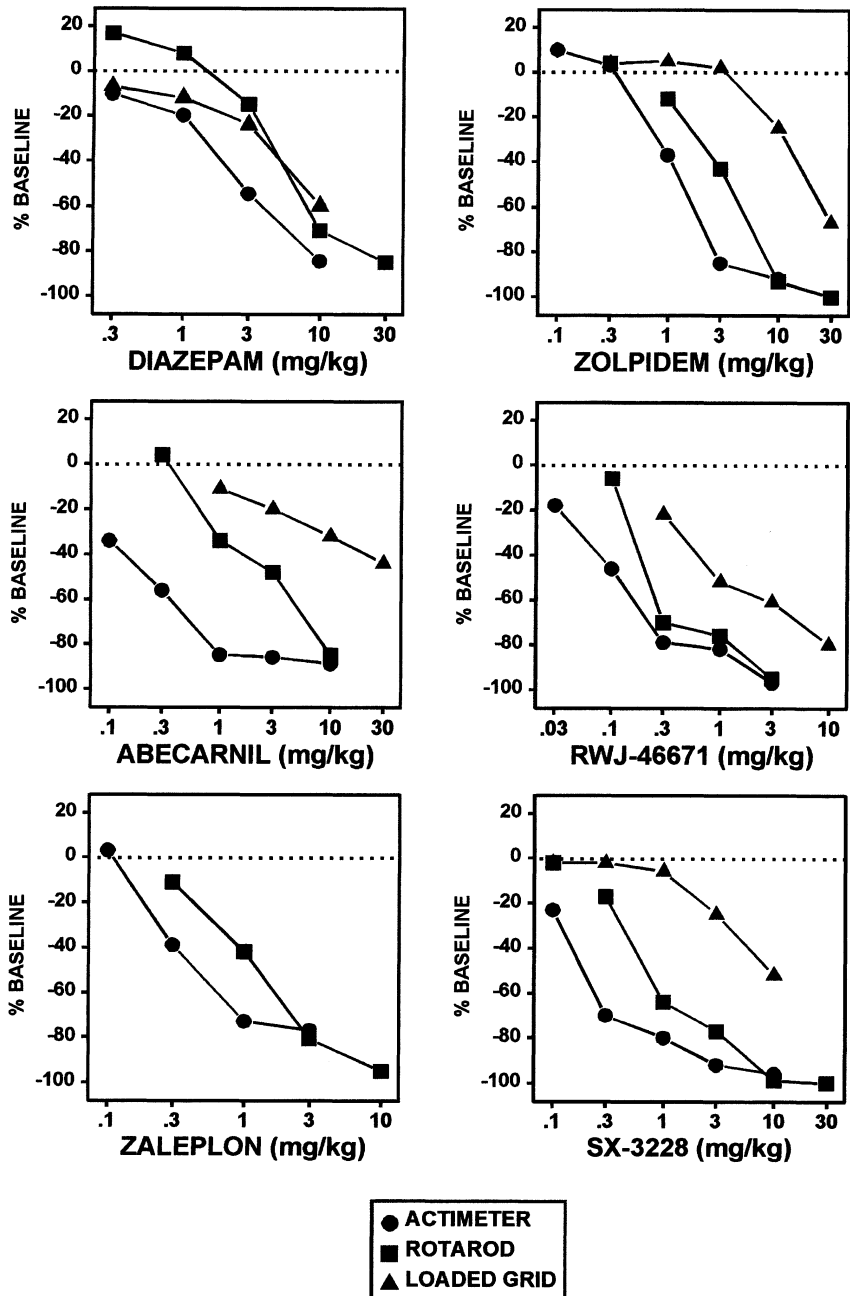 20
0
-20
-40
-60
-80
-100
% BASELINE
.3 1 3 10 30
DIAZEPAM (mg/kg)
20
0
-20
-40
-60
-80
-100
% BASELINE
.1 .3 1 3 10 30
ZOLPIDEM (mg/kg)
20
0
-20
-40
-60
-80
-100
% BASELINE
.1 .3 1 3 10 30
ABECARNIL (mg/kg)
20
0
-20
-40
-60
-80
-100
% BASELINE
.03 .1 .3 1 3 10
RWJ-46671 (mg/kg)
20
0
-20
-40
-60
-80
-100
% BASELINE
.1 .3 1 3 10
ZALEPLON (mg/kg)
20
0
-20
-40
-60
-80
-100
% BASELINE
.1 .3 1 3 10 30
SX-3228 (mg/kg)
ACTIMETER
ROTAROD
LOADED GRID